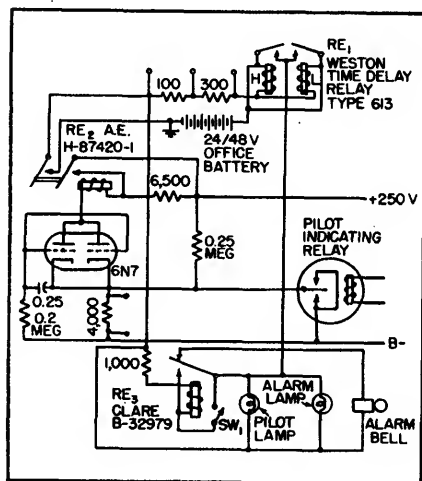 RE1
WESTON
TIME DELAY
RELAY
TYPE 613
H
L
100
300
24/48 V
OFFICE
BATTERY
RE2 A.E.
H-87420-1
6,500
+250 V
0.25
MEG
PILOT
INDICATING
RELAY
6N7
0.25
0.2
MEG
4,000
B-
1,000
RE3
CLARE
B-32979
SW1
ALARM
LAMP
PILOT
LAMP
ALARM
BELL